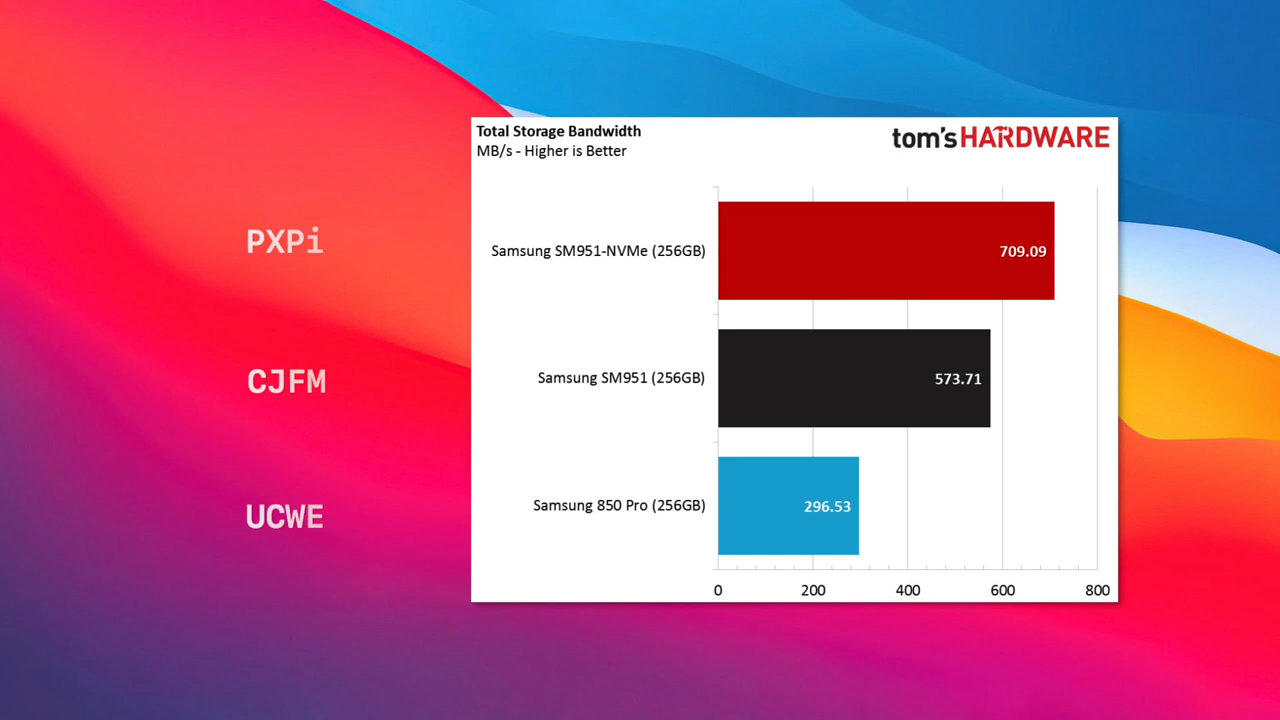 PXPi
CJFM
UCWE
Total Storage Bandwidth
MB/s - Higher is Better
tom's HARDWARE
Samsung SM951-NVMe (256GB)
709.09
Samsung SM951 (256GB)
573.71
Samsung 850 Pro (256GB)
296.53
0 200 400 600 800